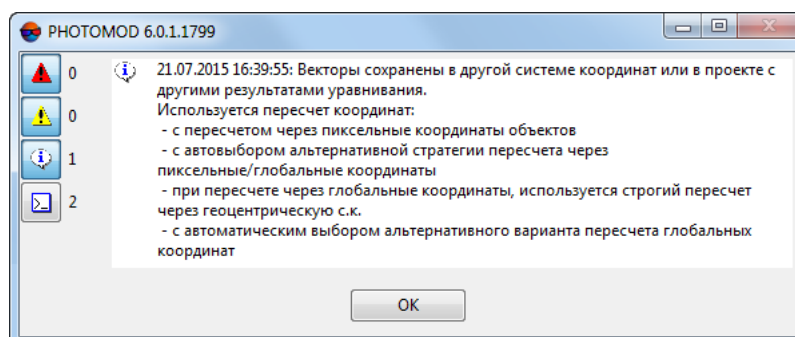 PHOTOMOD 6.0.1.1799
0
0
1
2
21.07.2015 16:39:55: Векторы сохранены в другой системе координат или в проекте с
другими результатами уравнивания.
Используется пересчет координат:
- с пересчетом через пиксельные координаты объектов
- с автовыбором альтернативной стратегии пересчета через
пиксельные/глобальные координаты
- при пересчете через глобальные координаты, используется строгий пересчет
через геоцентрическую с.к.
- с автоматическим выбором альтернативного варианта пересчета глобальных
координат
OK